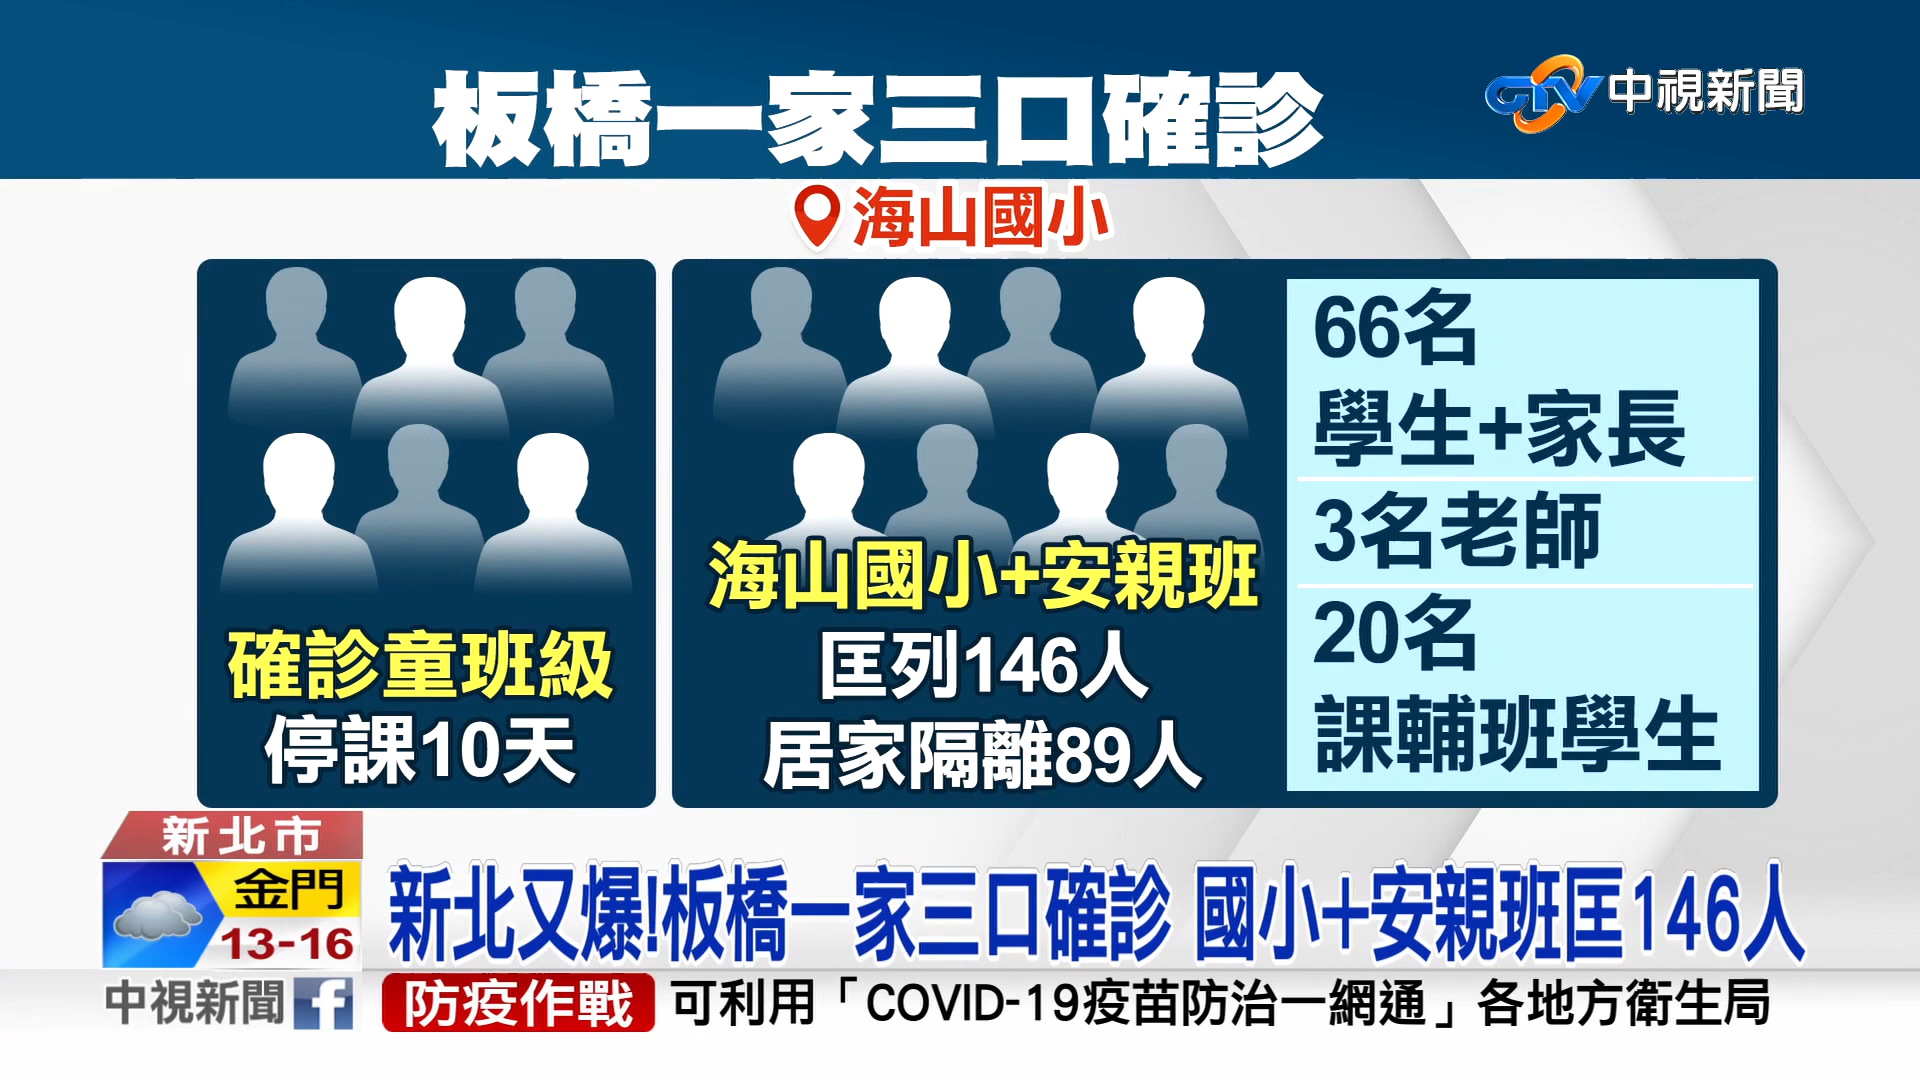 板橋一家三口確診
CTV中視新聞
海山國小
確診童班級
停課10天
海山國小+安親班
匡列146人
居家隔離89人
66名
學生+家長
3名老師
20名
課輔班學生
新北市
金門
13-16
新北又爆!板橋一家三口確診 國小+安親班匡146人
中視新聞 f
防疫作戰 可利用「COVID-19疫苗防治一網通」各地方衛生局